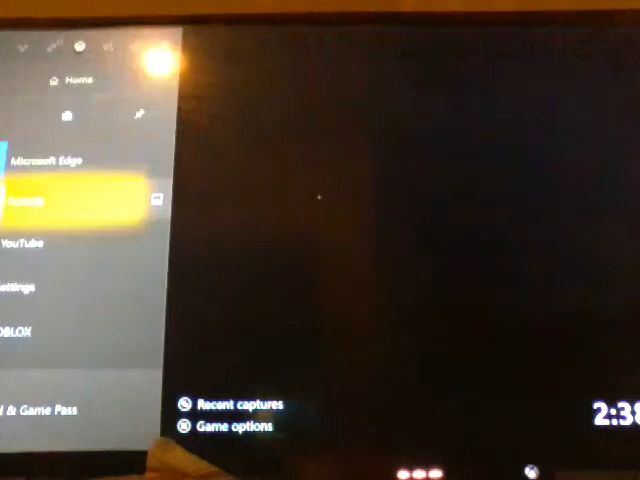 Home
Microsoft Edge
YouTube
ettings
OBLOX
l & Game Pass
Recent captures
Game options
2:38